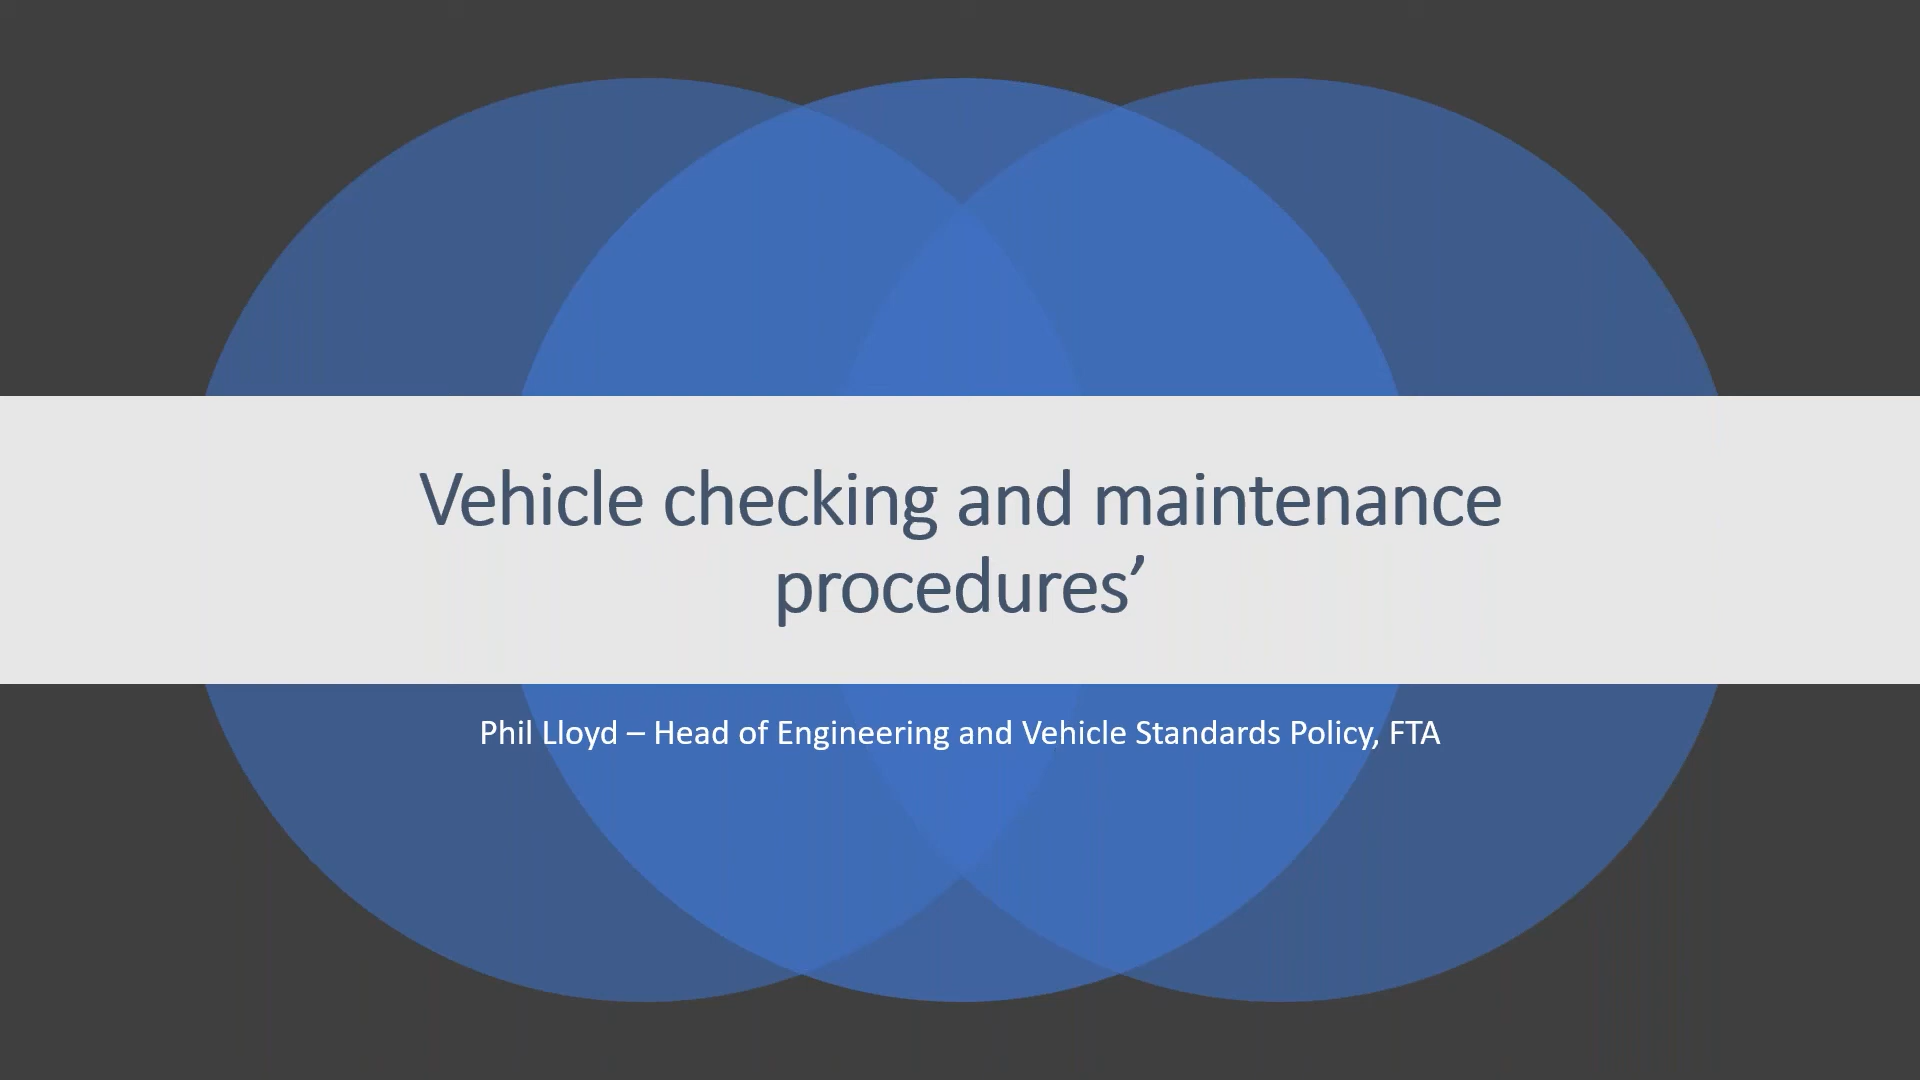 Vehicle checking and maintenance
procedures’
Phil Lloyd – Head of Engineering and Vehicle Standards Policy, FTA